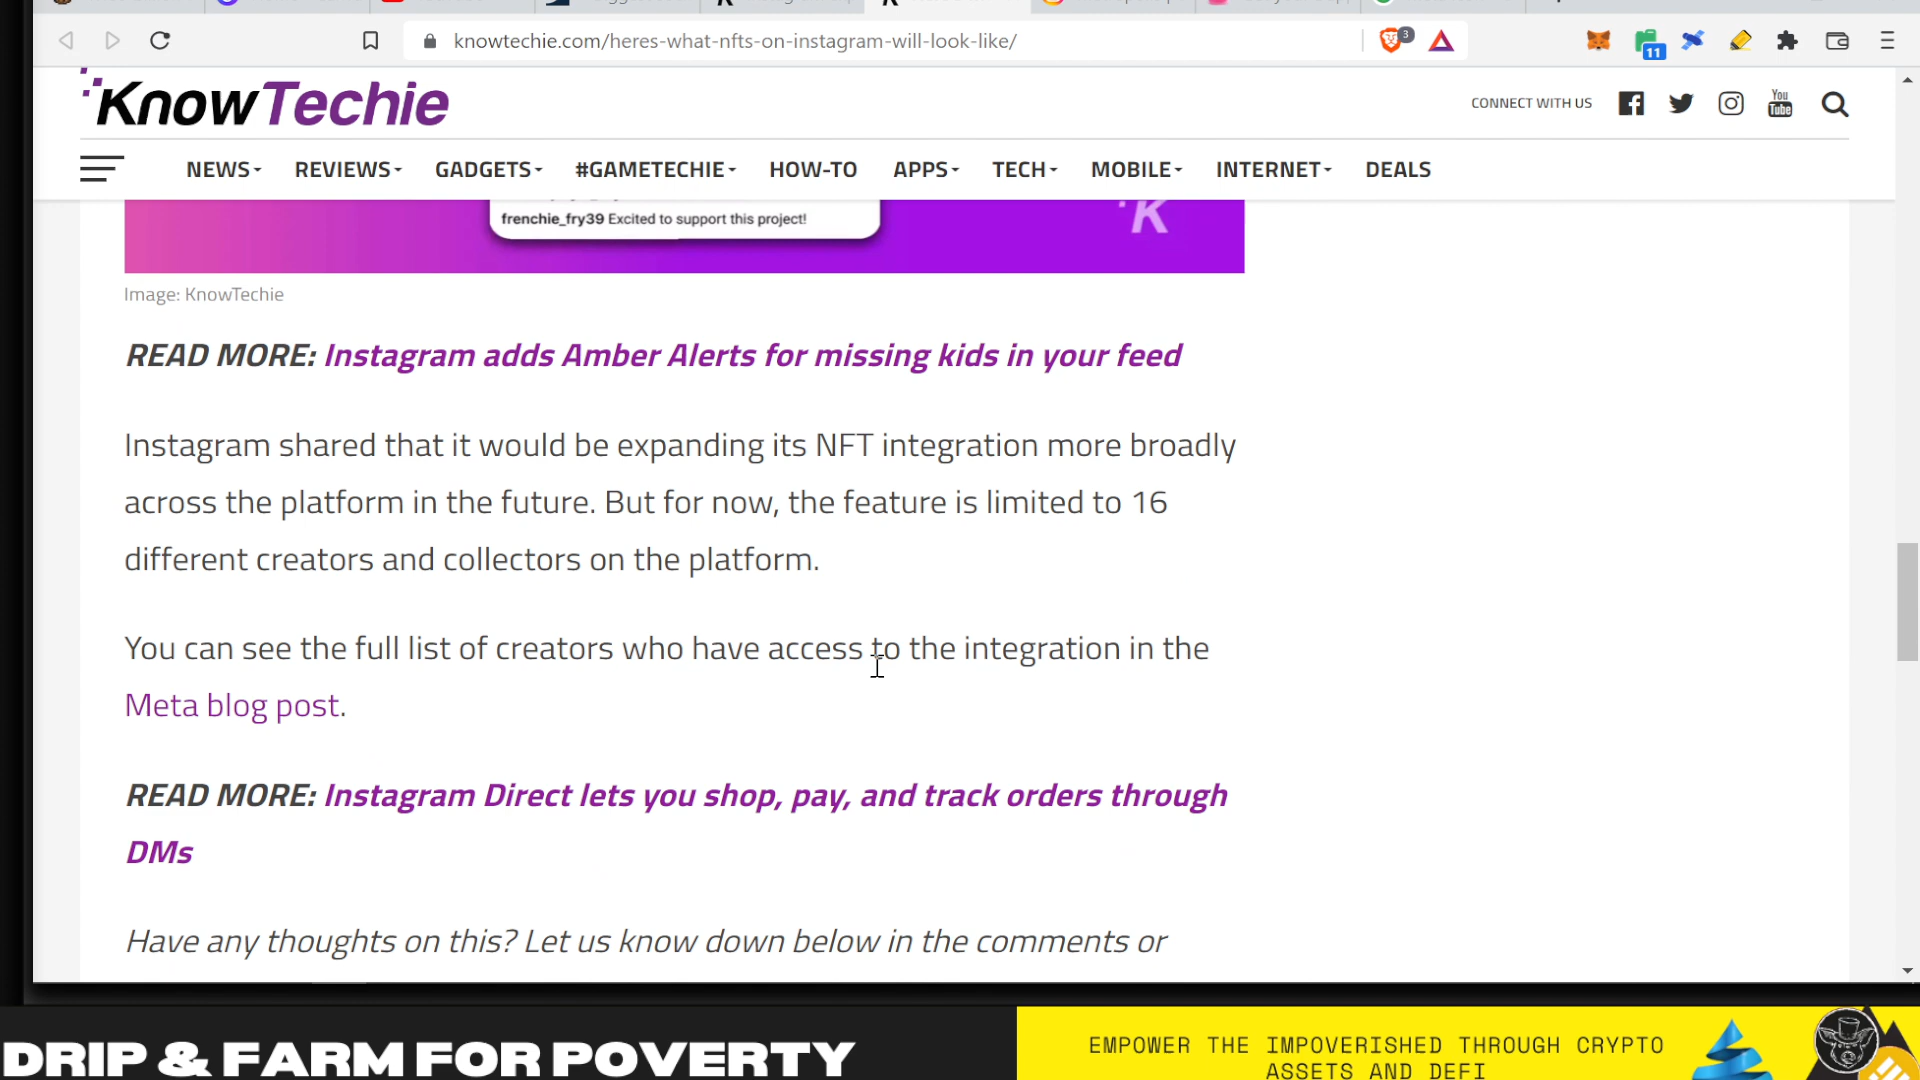 knowtechie.com/heres-what-nfts-on-instagram-will-look-like/
3
11
KnowTechie
CONNECT WITH US
You
Tube
NEWS
REVIEWS
GADGETS
#GAMETECHIE
HOW-TO
APPS
TECH
MOBILE
INTERNET
DEALS
frenchie_fry39 Excited to support this project!
K
Image: KnowTechie
READ MORE: Instagram adds Amber Alerts for missing kids in your feed
Instagram shared that it would be expanding its NFT integration more broadly
across the platform in the future. But for now, the feature is limited to 16
different creators and collectors on the platform.
You can see the full list of creators who have access to the integration in the
Meta blog post.
READ MORE: Instagram Direct lets you shop, pay, and track orders through
DMs
Have any thoughts on this? Let us know down below in the comments or
DRIP & FARM FOR POVERTY
EMPOWER THE IMPOVERISHED THROUGH CRYPTO
ASSETS AND DEFI